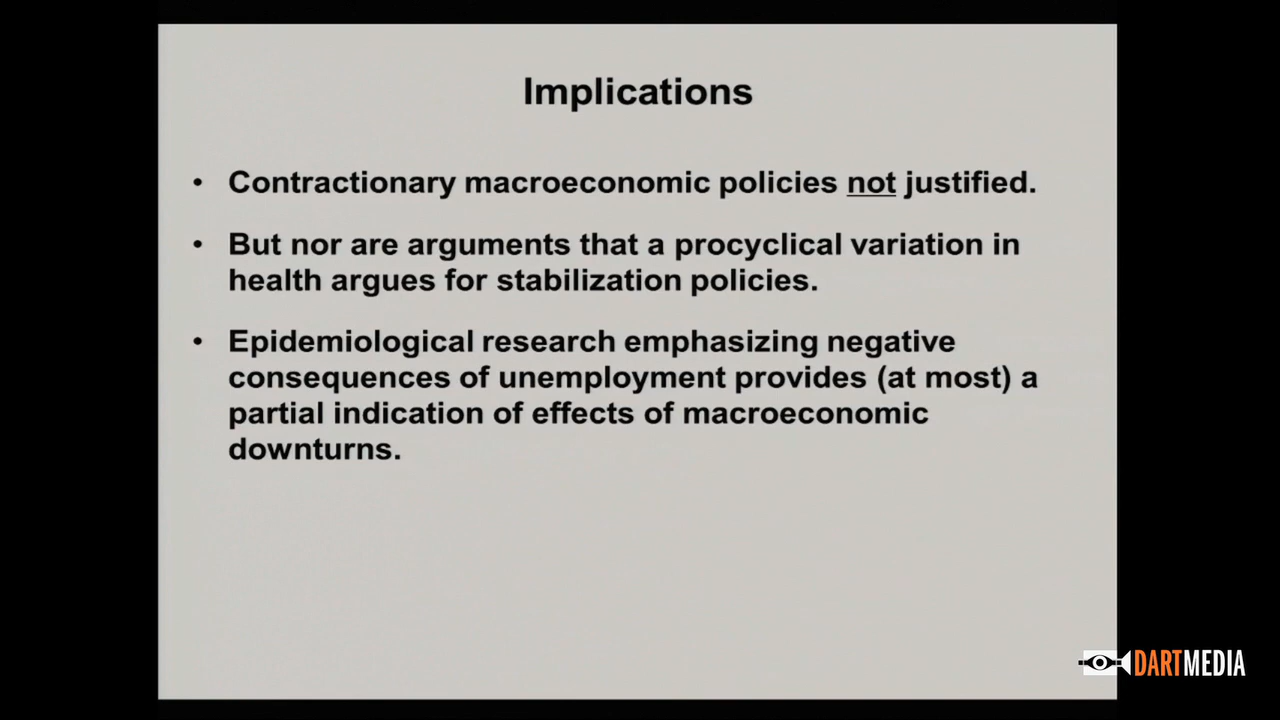 Implications
• Contractionary macroeconomic policies not justified.
• But nor are arguments that a procyclical variation in
health argues for stabilization policies.
• Epidemiological research emphasizing negative
consequences of unemployment provides (at most) a
partial indication of effects of macroeconomic
downturns.
DARTMEDIA